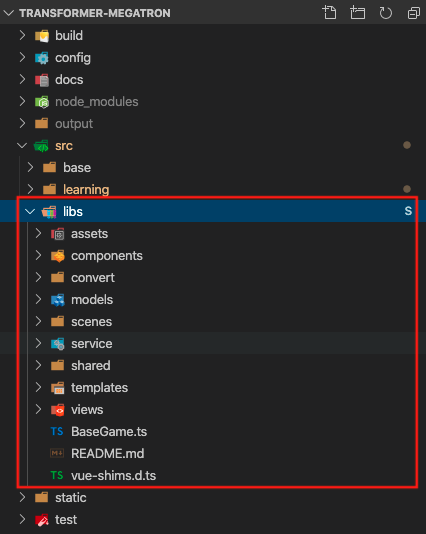 TRANSFORMER-MEGATRON
build
config
docs
node_modules
output
src
base
learning
libs S
assets
components
convert
models
scenes
service
shared
templates
views
TS BaseGame.ts
README.md
TS vue-shims.d.ts
static
test